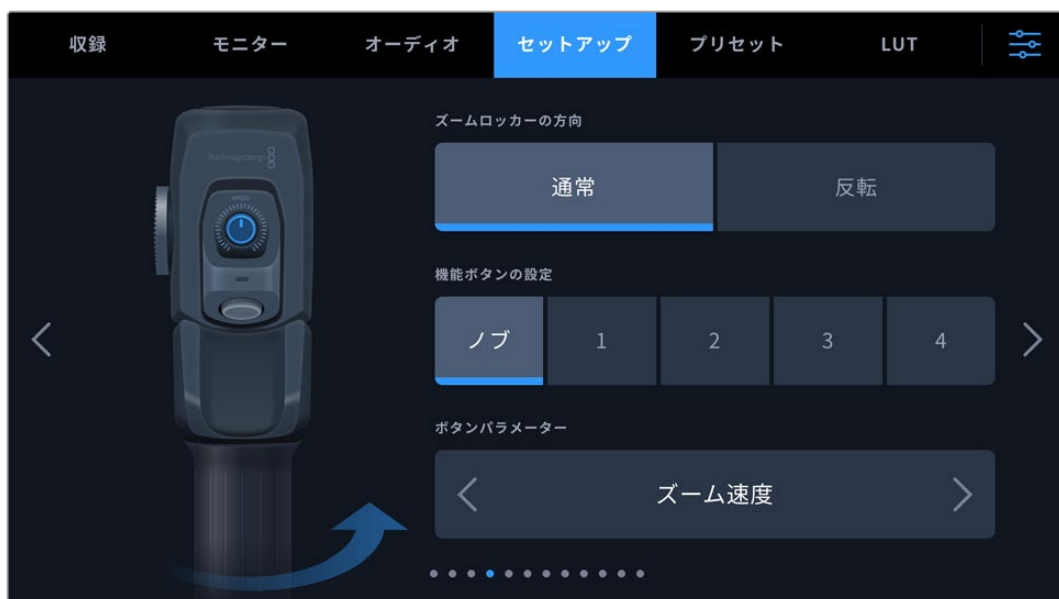 収録
モニター
オーディオ
セットアップ
プリセット
LUT
ズームロッカーの方向
通常
反転
機能ボタンの設定
ノブ
1
2
3
4
ボタンパラメーター
ズーム速度
Blackmagicdesign
SPEED